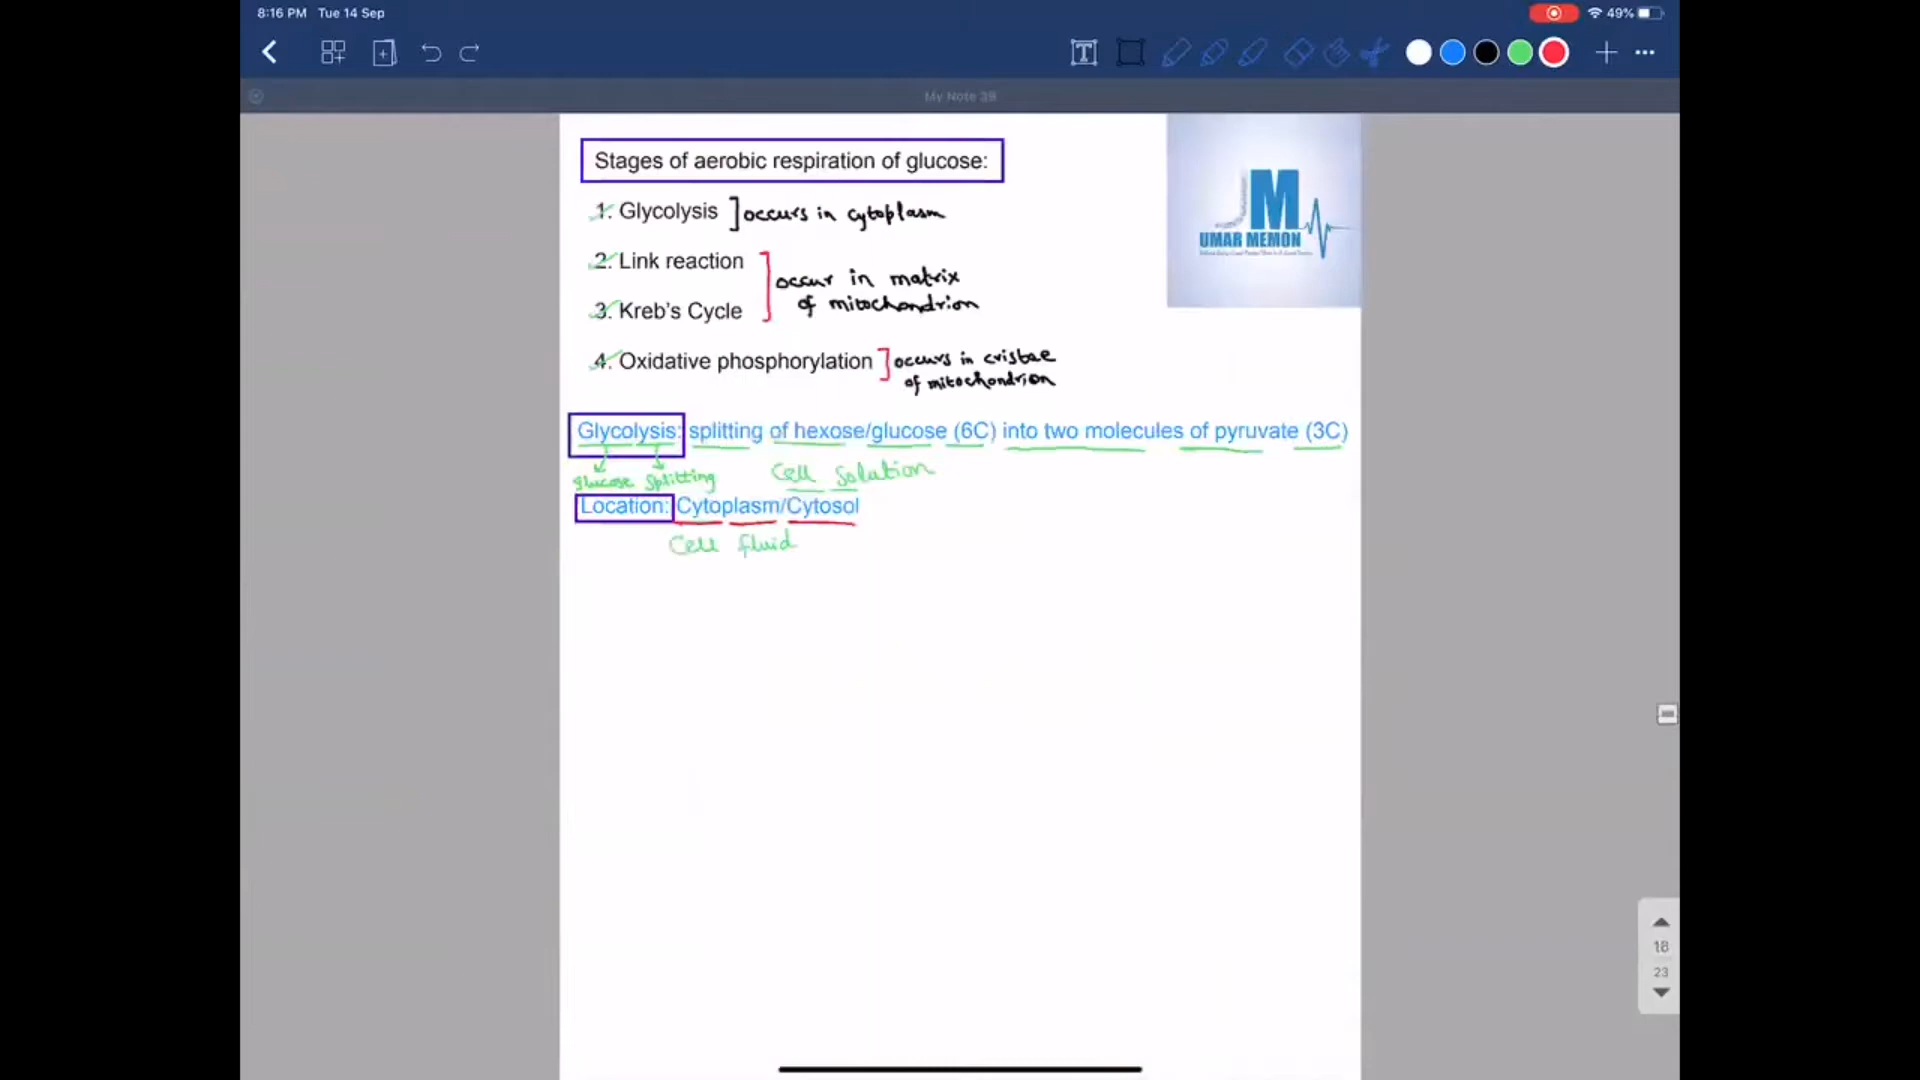 8:16 PM Tue 14 Sep
49%
My Note 39
Stages of aerobic respiration of glucose:
1. Glycolysis ] occurs in cytoplasm
2. Link reaction
occur in matrix
of mitochondrion
3. Kreb's Cycle
4. Oxidative phosphorylation ] occurs in cristae
of mitochondrion
M
UMAR MEMON
Glycolysis: splitting of hexose/glucose (6C) into two molecules of pyruvate (3C)
glucose splitting
Cell Solution
Location: Cytoplasm/Cytosol
Cell fluid
18
23